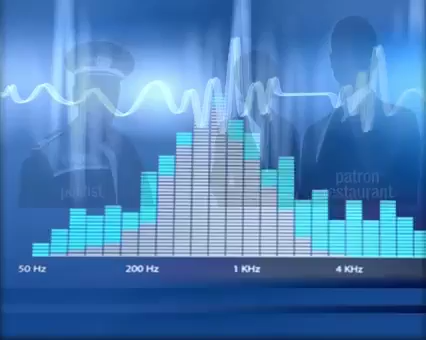 patron
restaurant
50 Hz
200 Hz
1 KHz
4 KHz